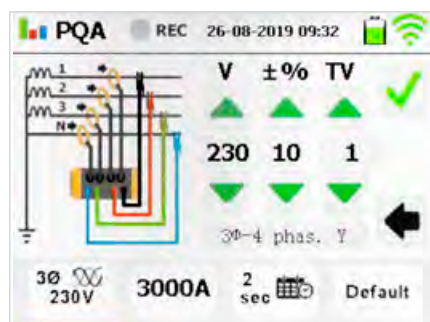 PQA REC 26-08-2019 09:32
V ±% TV
1
2
3
N
230 10 1
3Φ-4 phas. Y
3Ø 230V 3000A 2 sec Default